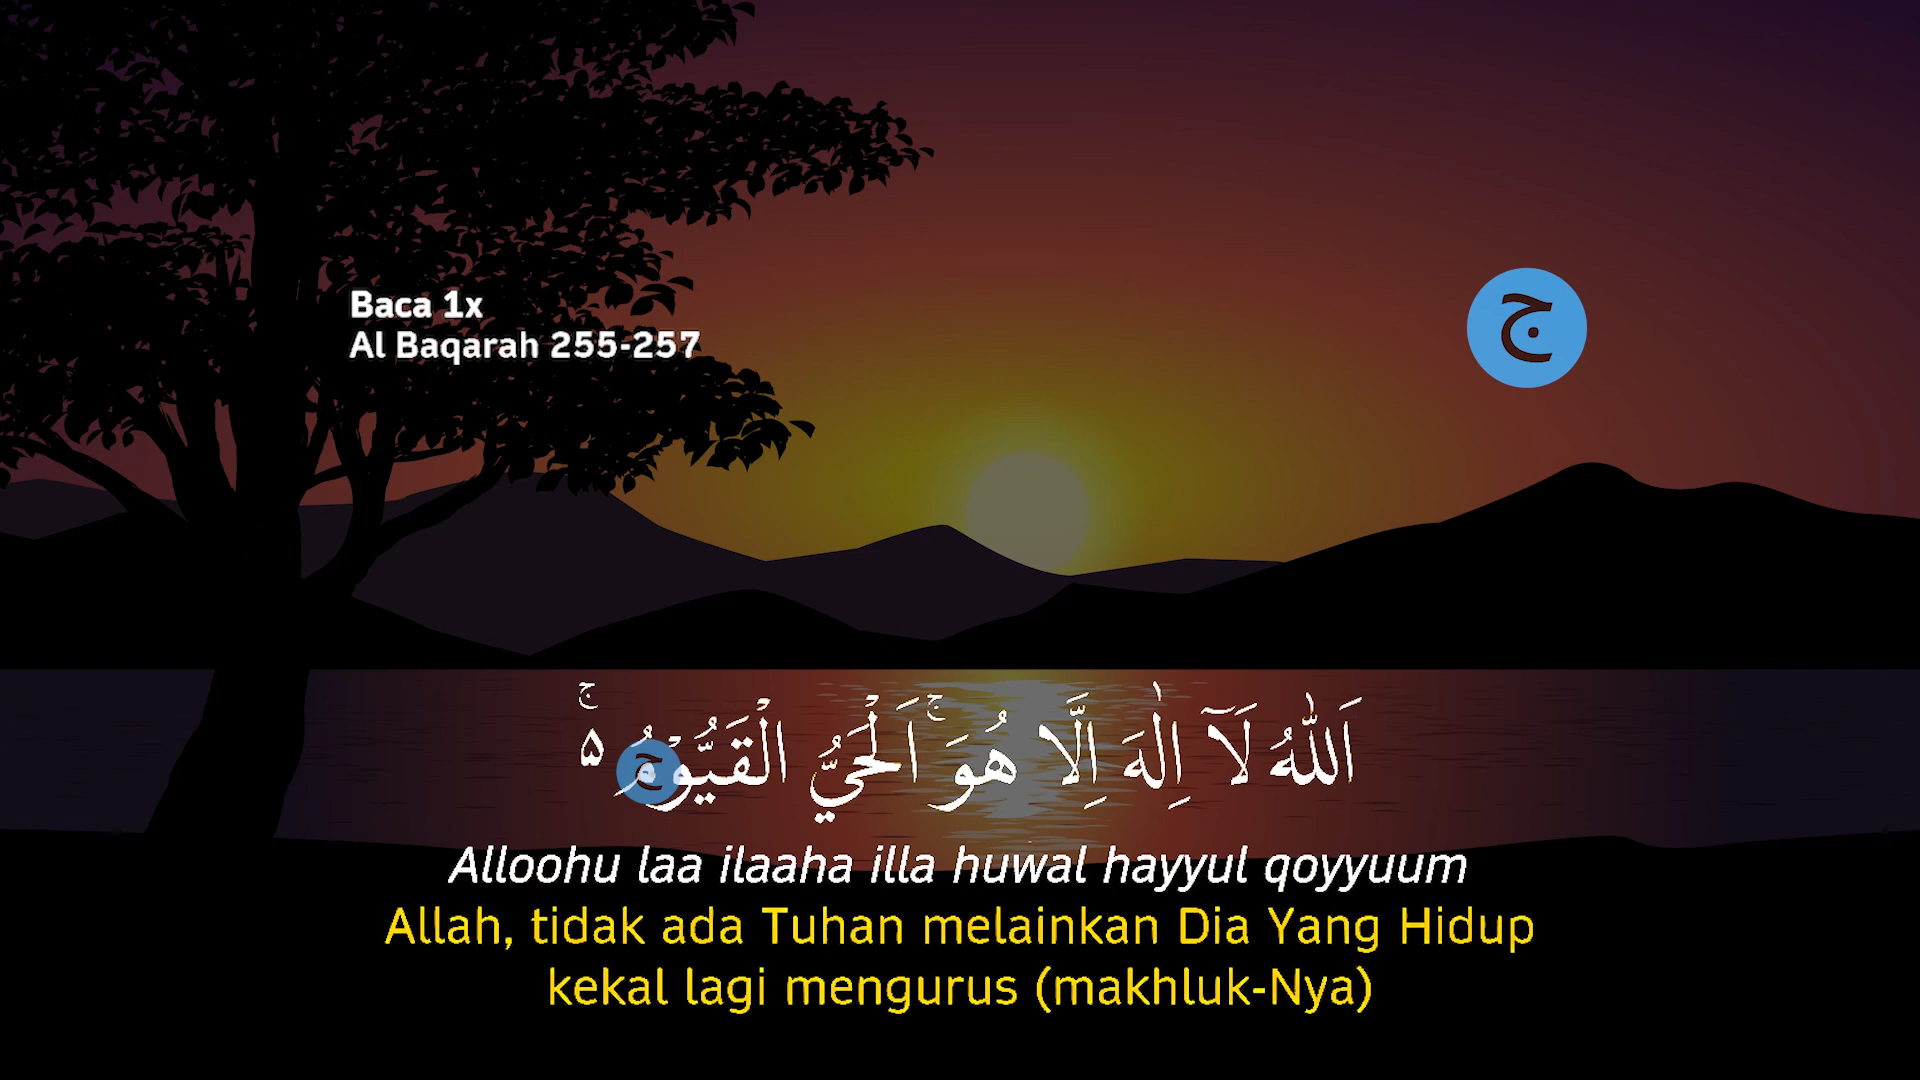 Baca 1x
Al Baqarah 255-257
ج
اَللّٰهُ لَآ اِلٰهَ اِلَّا هُوَۚ اَلْحَيُّ الْقَيُّوْمُ ۵ۚ
ج
Alloohu laa ilaaha illa huwal hayyul qoyyuum
Allah, tidak ada Tuhan melainkan Dia Yang Hidup
kekal lagi mengurus (makhluk-Nya)